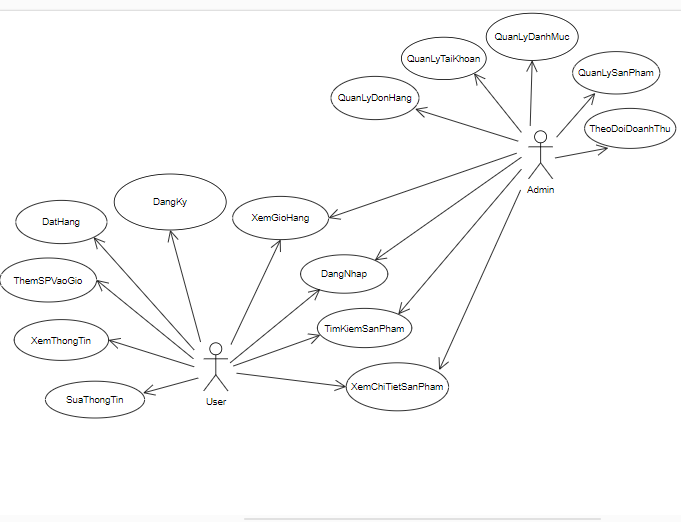 QuanLyDanhMuc
QuanLyTaiKhoan
QuanLySanPham
QuanLyDonHang
TheoDoiDoanhThu
Admin
DangKy
XemGioHang
DatHang
DangNhap
ThemSPVaoGio
TimKiemSanPham
XemThongTin
XemChiTietSanPham
SuaThongTin
User